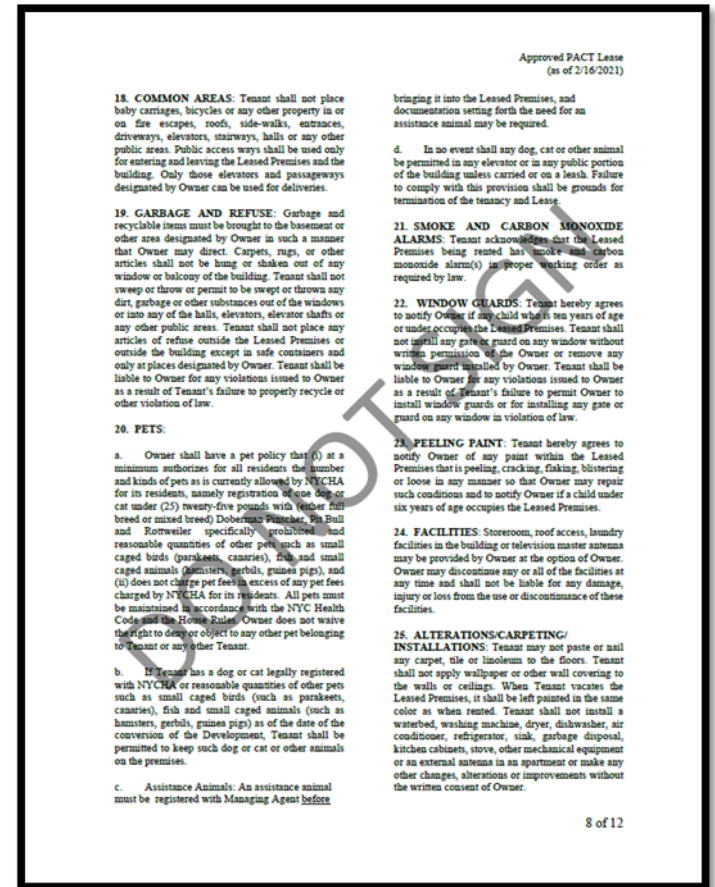 Approved PACT Lease
(as of 2/16/2021)
18. COMMON AREAS: Tenant shall not place
baby carriages, bicycles or any other property in or
on fire escapes, roofs, side-walks, entrances,
driveways, elevators, stairways, halls or any other
public areas. Public access ways shall be used only
for entering and leaving the Leased Premises and the
building. Only those elevators and passageways
designated by Owner can be used for deliveries.
19. GARBAGE AND REFUSE: Garbage and
recyclable items must be brought to the basement or
other area designated by Owner in such a manner
that Owner may direct. Carpets, rugs, or other
articles shall not be hung or shaken out of any
window or balcony of the building. Tenant shall not
sweep or throw or permit to be swept or thrown any
dirt, garbage or other substances out of the windows
or into any of the halls, elevators, elevator shafts or
any other public areas. Tenant shall not place any
articles of refuse outside the Leased Premises or
outside the building except in safe containers and
only at places designated by Owner. Tenant shall be
liable to Owner for any violations issued to Owner
as a result of Tenant's failure to properly recycle or
other violation of law.
20. PETS:
a. Owner shall have a pet policy that (i) at a
minimum authorizes for all residents the number
and kinds of pets as is currently allowed by NYCHA
for its residents, namely registration of one dog or
cat under (25) twenty-five pounds with (either full
breed or mixed breed) Doberman Pinscher, Pit Bull
and Rottweiler specifically prohibited and
reasonable quantities of other pets such as small
caged birds (parakeets, canaries), fish and small
caged animals (hamsters, gerbils, guinea pigs), and
(ii) does not charge pet fees in excess of any pet fees
charged by NYCHA for its residents. All pets must
be maintained in accordance with the NYC Health
Code and the House Rules. Owner does not waive
the right to deny or object to any other pet belonging
to Tenant or any other Tenant.
b. If Tenant has a dog or cat legally registered
with NYCHA or reasonable quantities of other pets
such as small caged birds (such as parakeets,
canaries), fish and small caged animals (such as
hamsters, gerbils, guinea pigs) as of the date of the
conversion of the Development, Tenant shall be
permitted to keep such dog or cat or other animals
on the premises.
c. Assistance Animals: An assistance animal
must be registered with Managing Agent before
bringing it into the Leased Premises, and
documentation setting forth the need for an
assistance animal may be required.
d. In no event shall any dog, cat or other animal
be permitted in any elevator or in any public portion
of the building unless carried or on a leash. Failure
to comply with this provision shall be grounds for
termination of the tenancy and Lease.
21. SMOKE AND CARBON MONOXIDE
ALARMS: Tenant acknowledges that the Leased
Premises being rented has smoke and carbon
monoxide alarm(s) in proper working order as
required by law.
22. WINDOW GUARDS: Tenant hereby agrees
to notify Owner if any child who is ten years of age
or under occupies the Leased Premises. Tenant shall
not install any gate or guard on any window without
written permission of the Owner or remove any
window guard installed by Owner. Tenant shall be
liable to Owner for any violations issued to Owner
as a result of Tenant's failure to permit Owner to
install window guards or for installing any gate or
guard on any window in violation of law.
23. PEELING PAINT: Tenant hereby agrees to
notify Owner of any paint within the Leased
Premises that is peeling, cracking, flaking, blistering
or loose in any manner so that Owner may repair
such conditions and to notify Owner if a child under
six years of age occupies the Leased Premises.
24. FACILITIES: Storeroom, roof access, laundry
facilities in the building or television master antenna
may be provided by Owner at the option of Owner.
Owner may discontinue any or all of the facilities at
any time and shall not be liable for any damage,
injury or loss from the use or discontinuance of these
facilities.
25. ALTERATIONS/CARPETING/
INSTALLATIONS: Tenant may not paste or nail
any carpet, tile or linoleum to the floors. Tenant
shall not apply wallpaper or other wall covering to
the walls or ceilings. When Tenant vacates the
Leased Premises, it shall be left painted in the same
color as when rented. Tenant shall not install a
waterbed, washing machine, dryer, dishwasher, air
conditioner, refrigerator, sink, garbage disposal,
kitchen cabinets, stove, other mechanical equipment
or an external antenna in an apartment or make any
other changes, alterations or improvements without
the written consent of Owner.
8 of 12
DO NOT SIGN